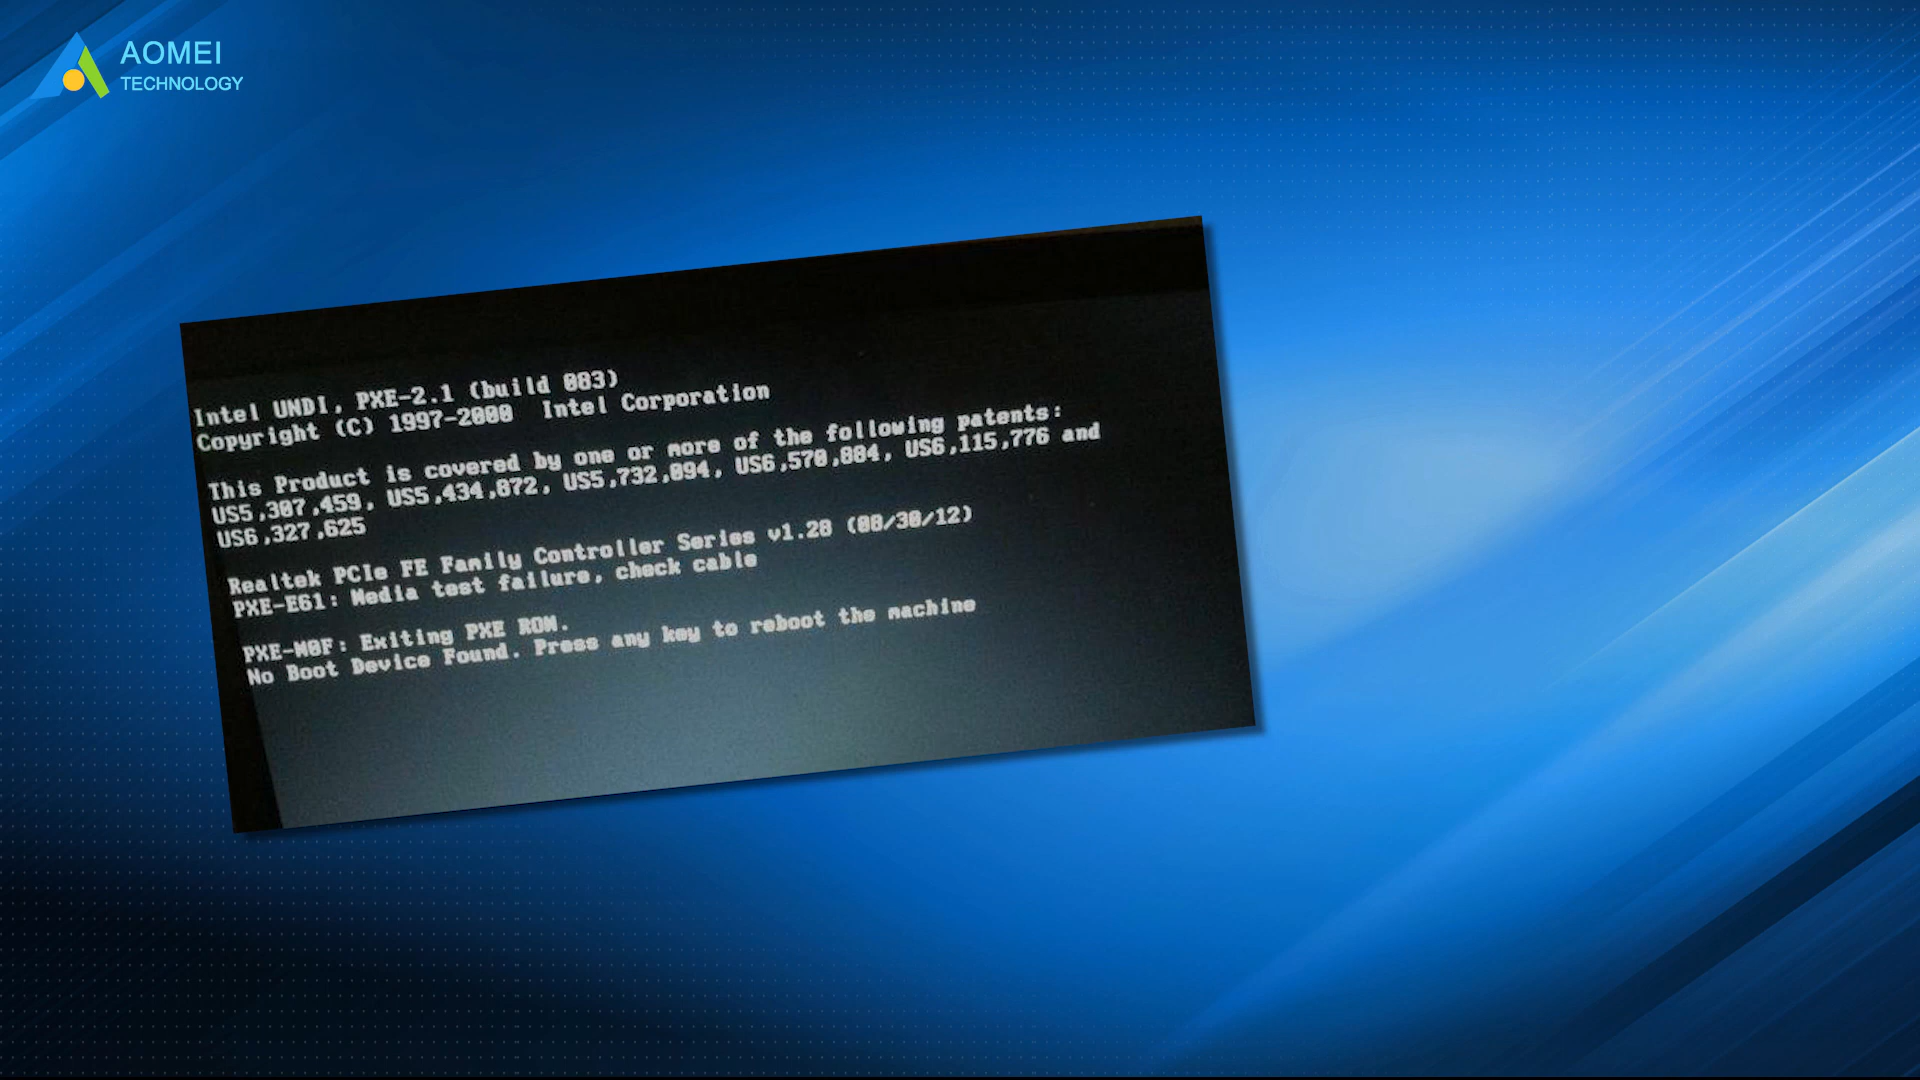 AOMEI
TECHNOLOGY
Intel UNDI, PXE-2.1 (build 083)
Copyright (C) 1997-2000 Intel Corporation
This Product is covered by one or more of the following patents:
US5,307,459, US5,434,872, US5,732,094, US6,570,884, US6,115,776 and
US6,327,625
Realtek PCIe FE Family Controller Series v1.28 (08/30/12)
PXE-E61: Media test failure, check cable
PXE-M0F: Exiting PXE ROM.
No Boot Device Found. Press any key to reboot the machine